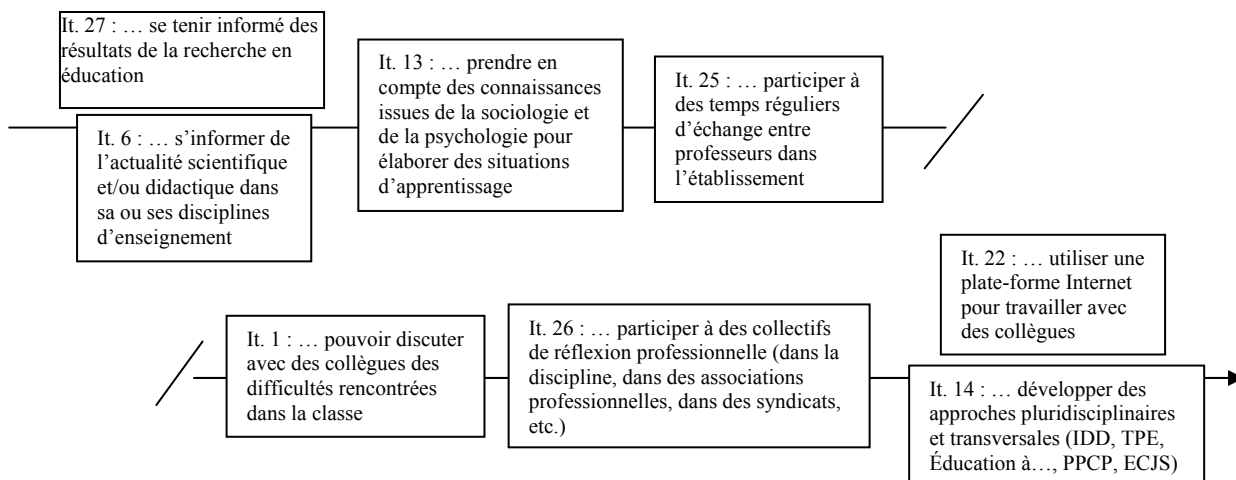 It. 27 : … se tenir informé des
résultats de la recherche en
éducation
It. 6 : … s’informer de
l’actualité scientifique
et/ou didactique dans
sa ou ses disciplines
d’enseignement
It. 13 : … prendre en
compte des connaissances
issues de la sociologie et
de la psychologie pour
élaborer des situations
d’apprentissage
It. 25 : … participer à
des temps réguliers
d’échange entre
professeurs dans
l’établissement
It. 1 : … pouvoir discuter
avec des collègues des
difficultés rencontrées
dans la classe
It. 26 : … participer à des collectifs
de réflexion professionnelle (dans la
discipline, dans des associations
professionnelles, dans des syndicats,
etc.)
It. 22 : … utiliser une
plate-forme Internet
pour travailler avec
des collègues
It. 14 : … développer des
approches pluridisciplinaires
et transversales (IDD, TPE,
Éducation à…, PPCP, ECJS)